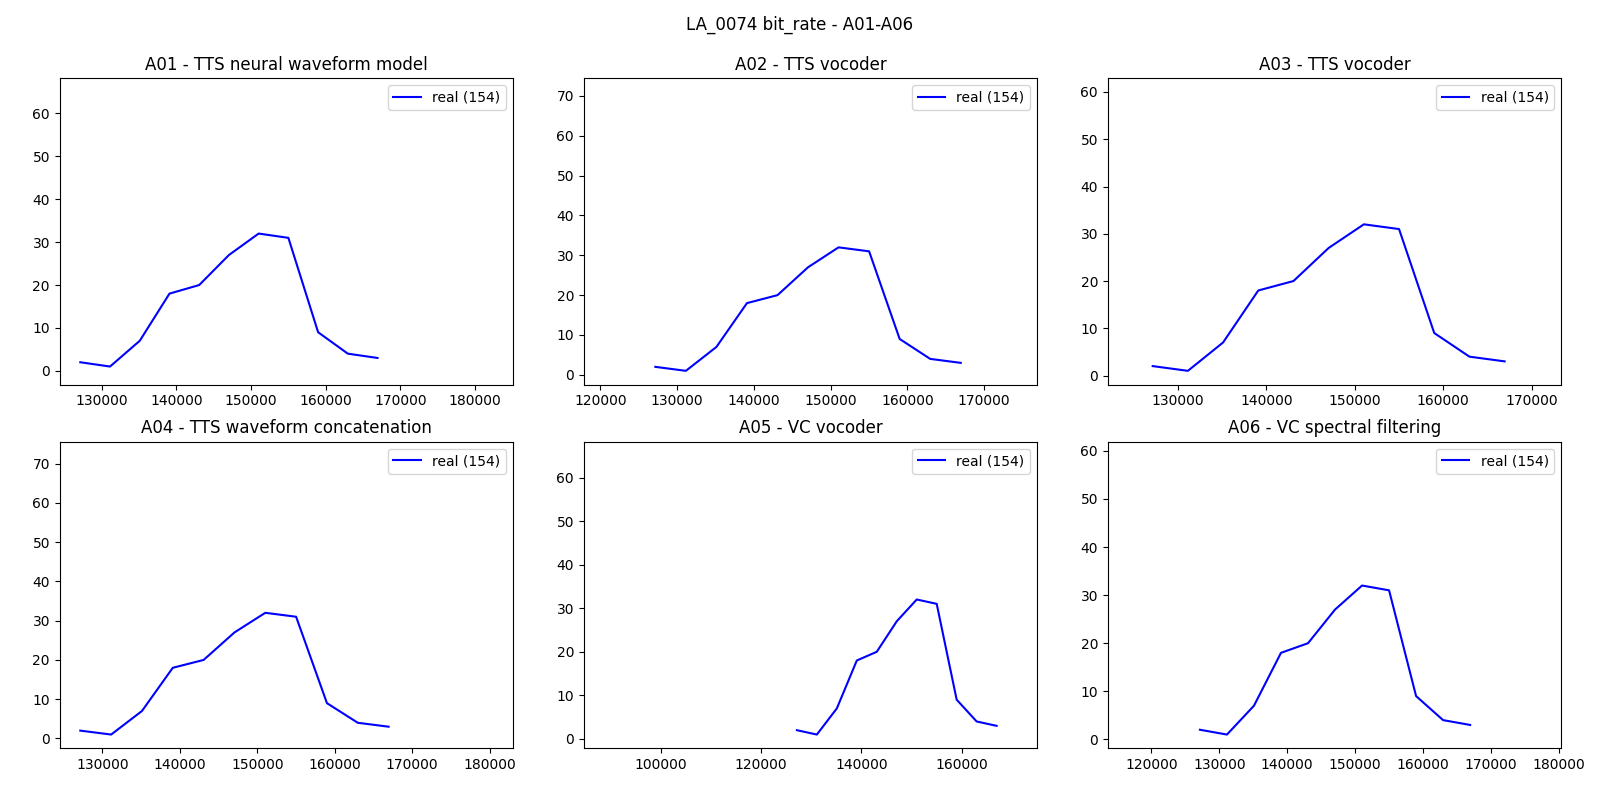 LA_0074 bit_rate - A01-A06
A01 - TTS neural waveform model
real (154)
60
50
40
30
20
10
0
130000 140000 150000 160000 170000 180000
A02 - TTS vocoder
real (154)
70
60
50
40
30
20
10
0
120000 130000 140000 150000 160000 170000
A03 - TTS vocoder
real (154)
60
50
40
30
20
10
0
130000 140000 150000 160000 170000
A04 - TTS waveform concatenation
real (154)
70
60
50
40
30
20
10
0
130000 140000 150000 160000 170000 180000
A05 - VC vocoder
real (154)
60
50
40
30
20
10
0
100000 120000 140000 160000
A06 - VC spectral filtering
real (154)
60
50
40
30
20
10
0
120000 130000 140000 150000 160000 170000 180000